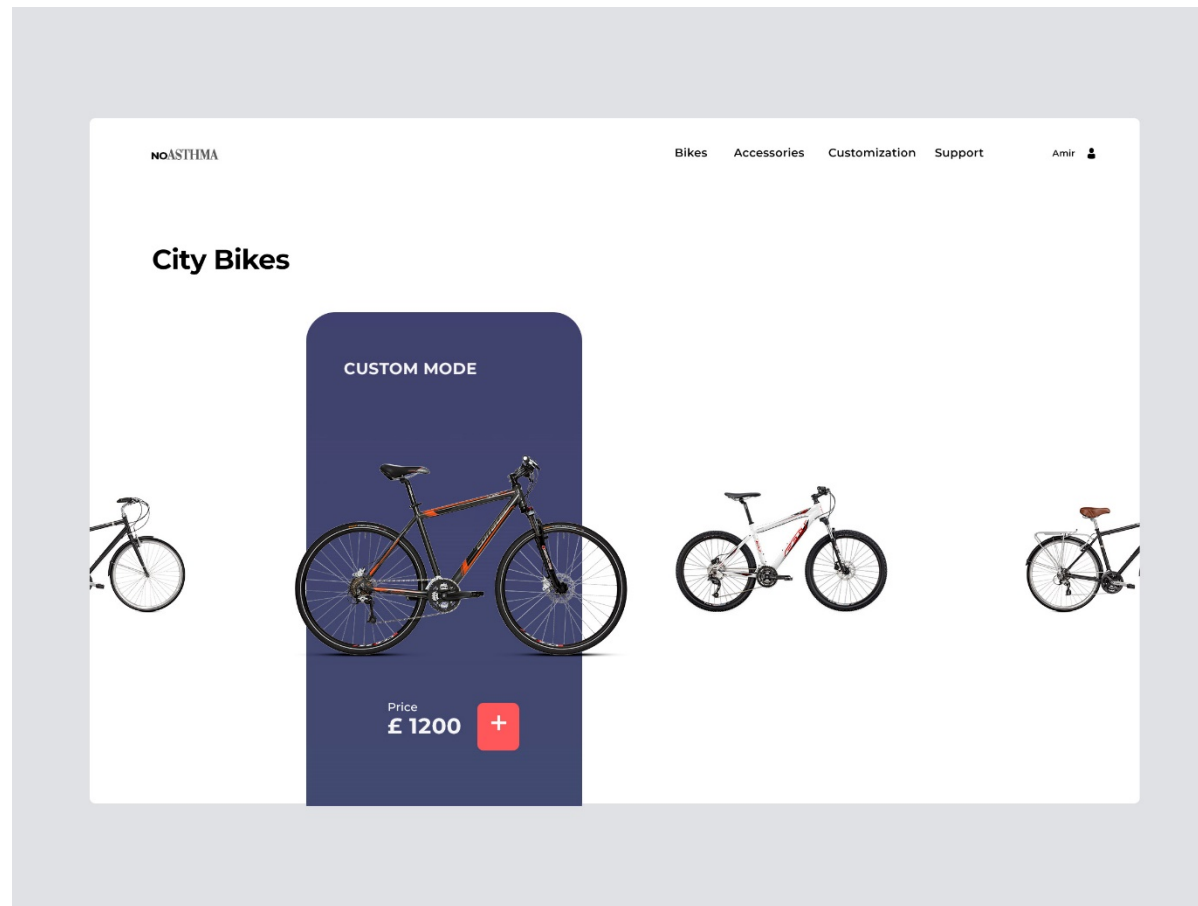 NOASTHMA
Bikes Accessories Customization Support Amir
City Bikes
CUSTOM MODE
Price
£ 1200 +